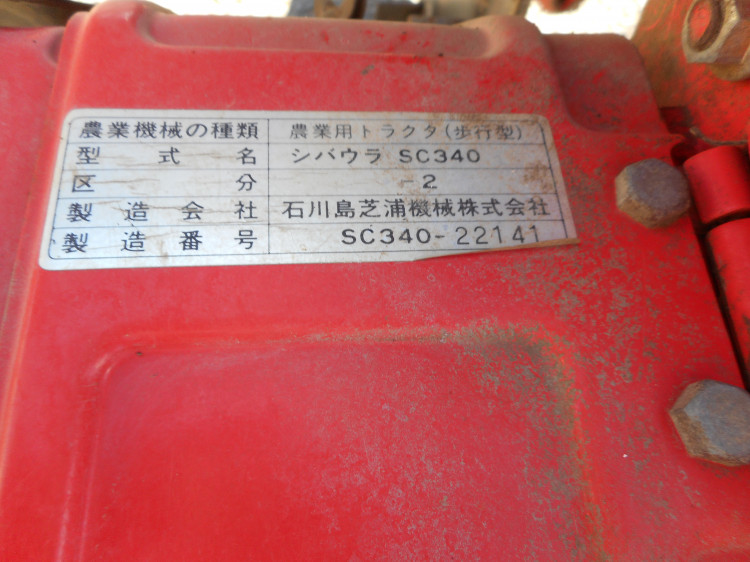 農業機械の種類 農業用トラクタ(歩行型)
型式名 シバウラ SC340
区分 -2
製造会社 石川島芝浦機械株式会社
製造番号 SC340-22141